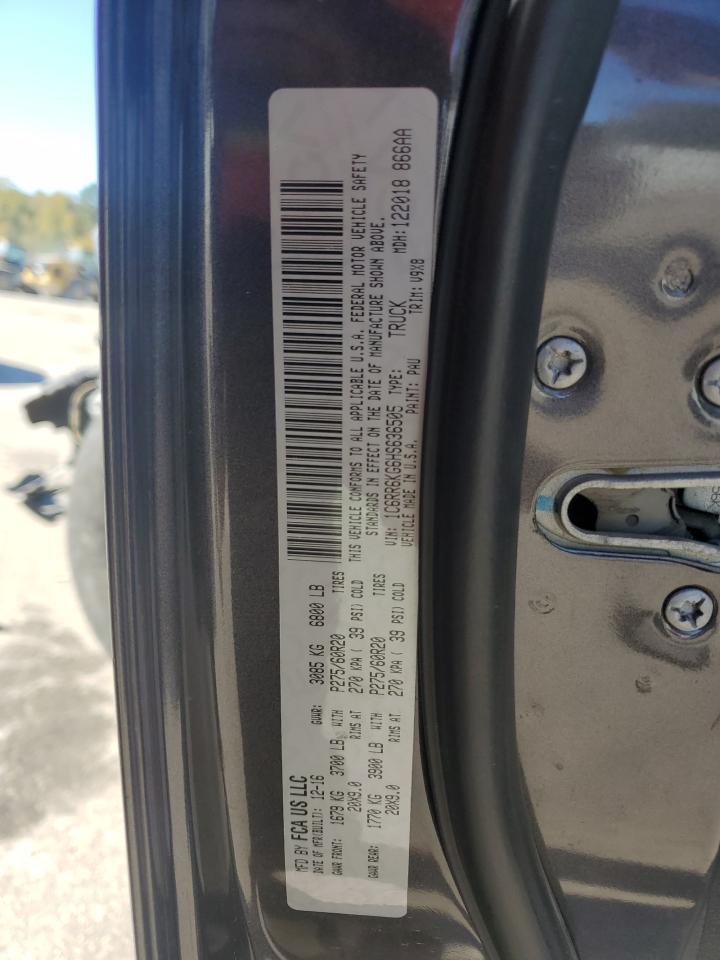 MFD BY FCA US LLC
DATE OF MFR(BUILT): 12-16 GVWR: 3085 KG 6800 LB
GAWR FRONT: 1679 KG 3700 LB WITH P275/60R20 TIRES
20X9.0 RIMS AT 270 KPA ( 39 PSI) COLD
GAWR REAR: 1770 KG 3900 LB WITH P275/60R20 TIRES
20X9.0 RIMS AT 270 KPA ( 39 PSI) COLD
THIS VEHICLE CONFORMS TO ALL APPLICABLE U.S.A. FEDERAL MOTOR VEHICLE SAFETY
STANDARDS IN EFFECT ON THE DATE OF MANUFACTURE SHOWN ABOVE.
VIN: 1C6RR6KG6HS636505 TYPE: TRUCK MDH:122018 866AA
VEHICLE MADE IN U.S.A. PAINT: PAU TRIM: V9X8